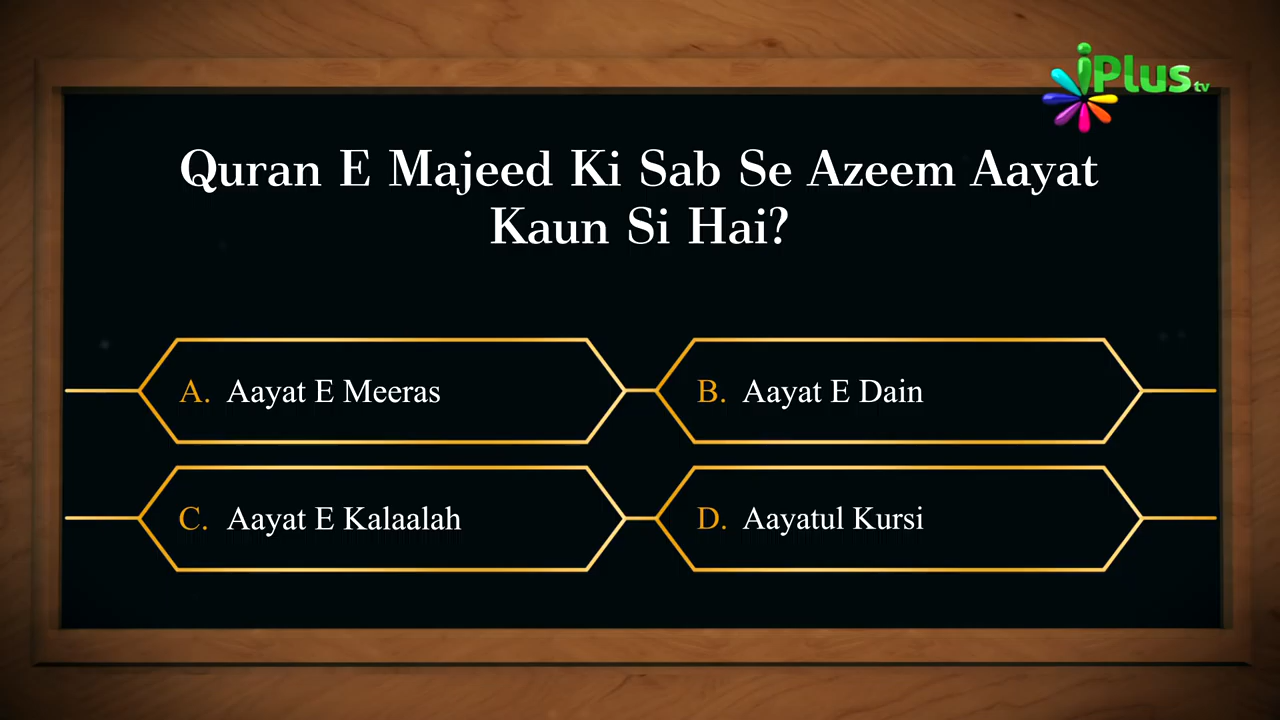 iPlus tv
Quran E Majeed Ki Sab Se Azeem Aayat
Kaun Si Hai?
A. Aayat E Meeras
B. Aayat E Dain
C. Aayat E Kalaalah
D. Aayatul Kursi